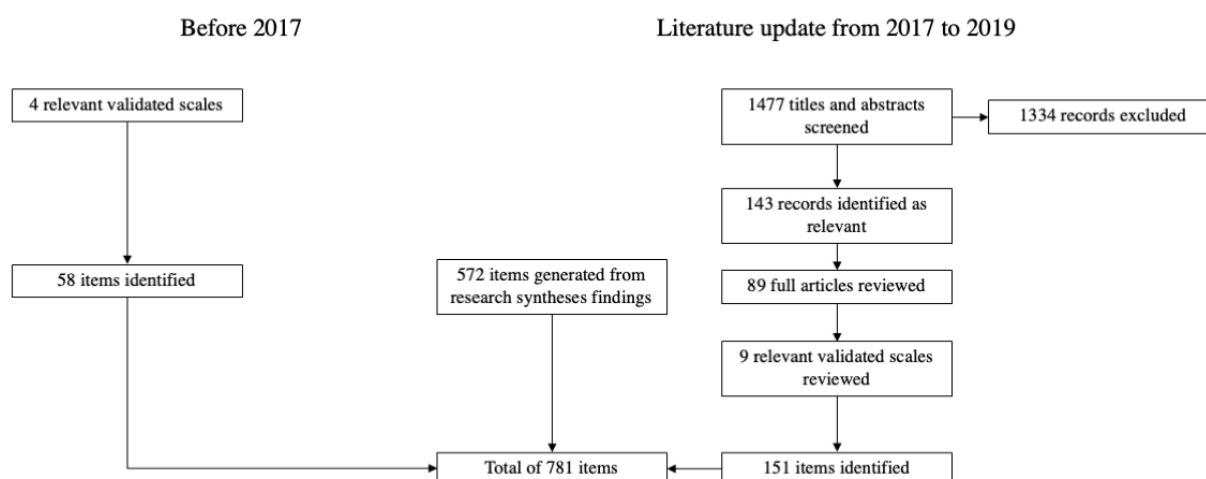 Before 2017
Literature update from 2017 to 2019
4 relevant validated scales
1477 titles and abstracts
screened
1334 records excluded
143 records identified as
relevant
58 items identified
572 items generated from
research syntheses findings
89 full articles reviewed
9 relevant validated scales
reviewed
Total of 781 items
151 items identified